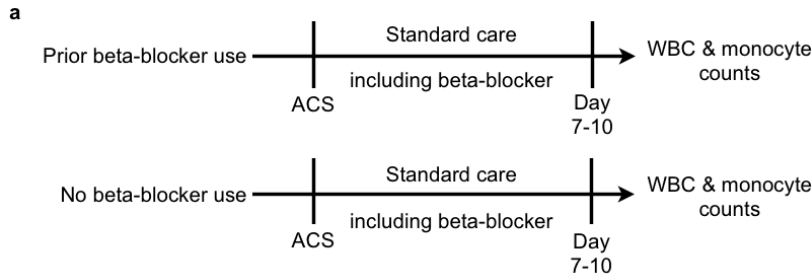 a
Prior beta-blocker use
Standard care
including beta-blocker
ACS
Day
7-10
WBC & monocyte
counts
No beta-blocker use
Standard care
including beta-blocker
ACS
Day
7-10
WBC & monocyte
counts